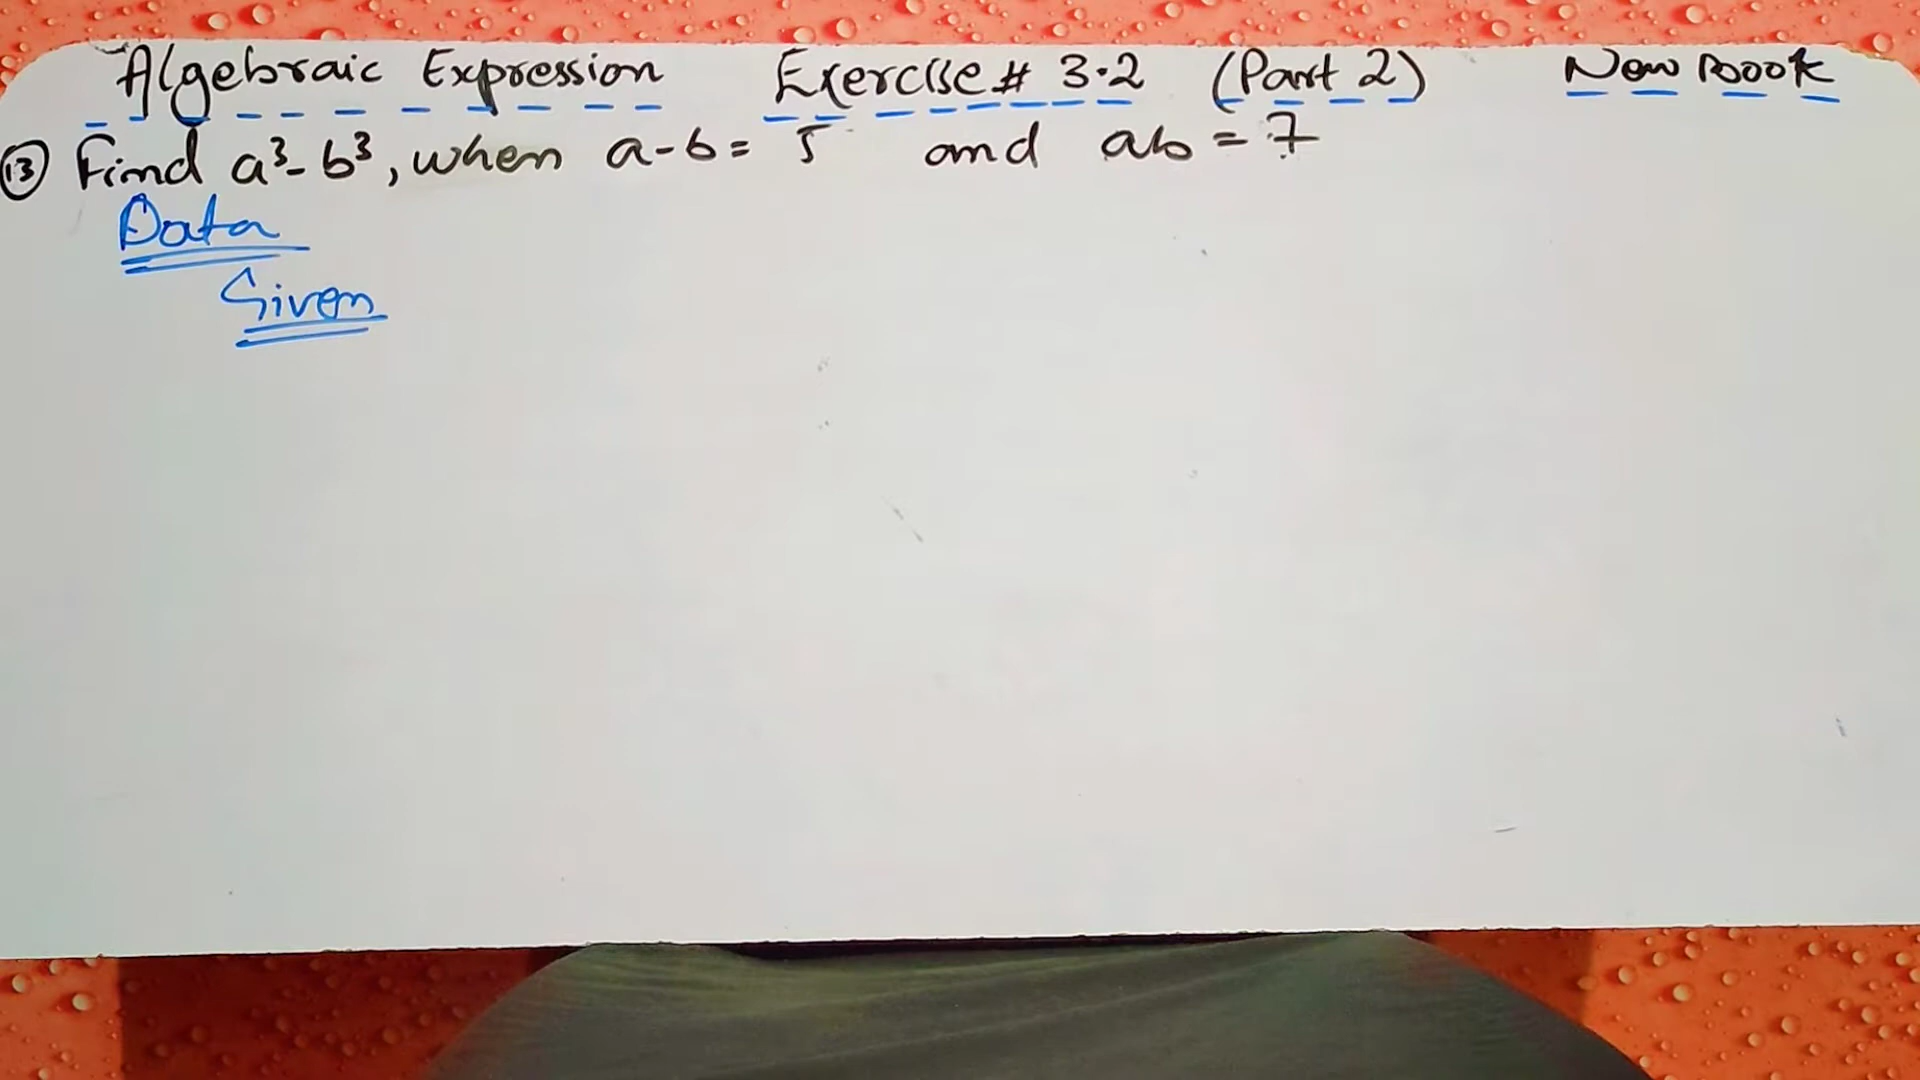 Algebraic Expression Exercise # 3.2 (Part 2) New Book
(13) Find a³-b³, when a-b= 5 and ab = 7
Data
Given